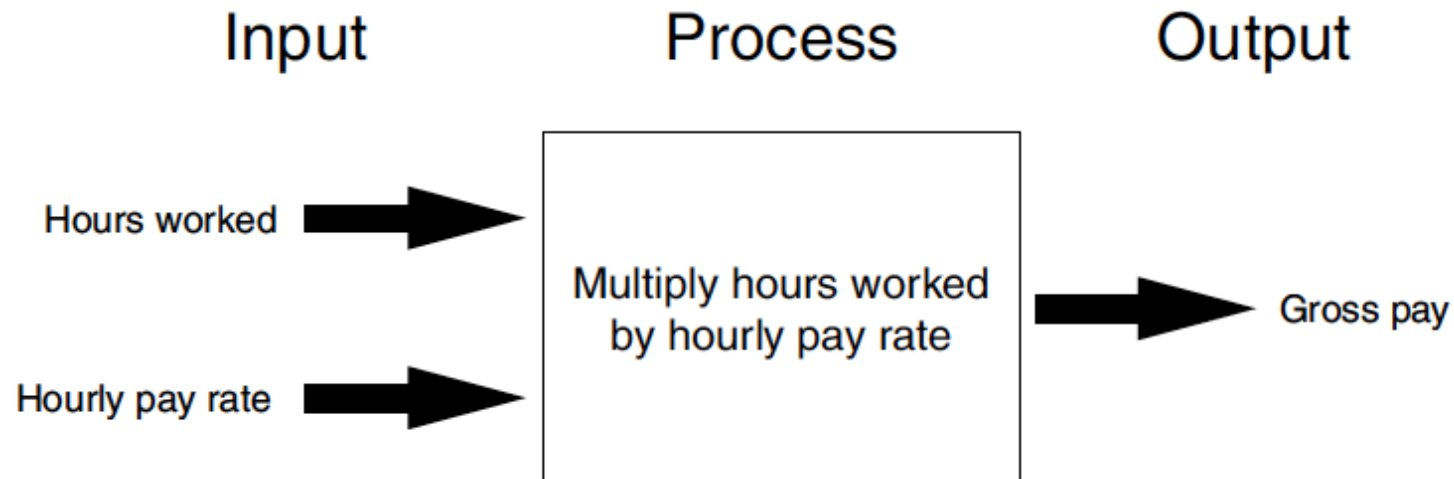 Input
Process
Output
Hours worked
Hourly pay rate
Multiply hours worked
by hourly pay rate
Gross pay